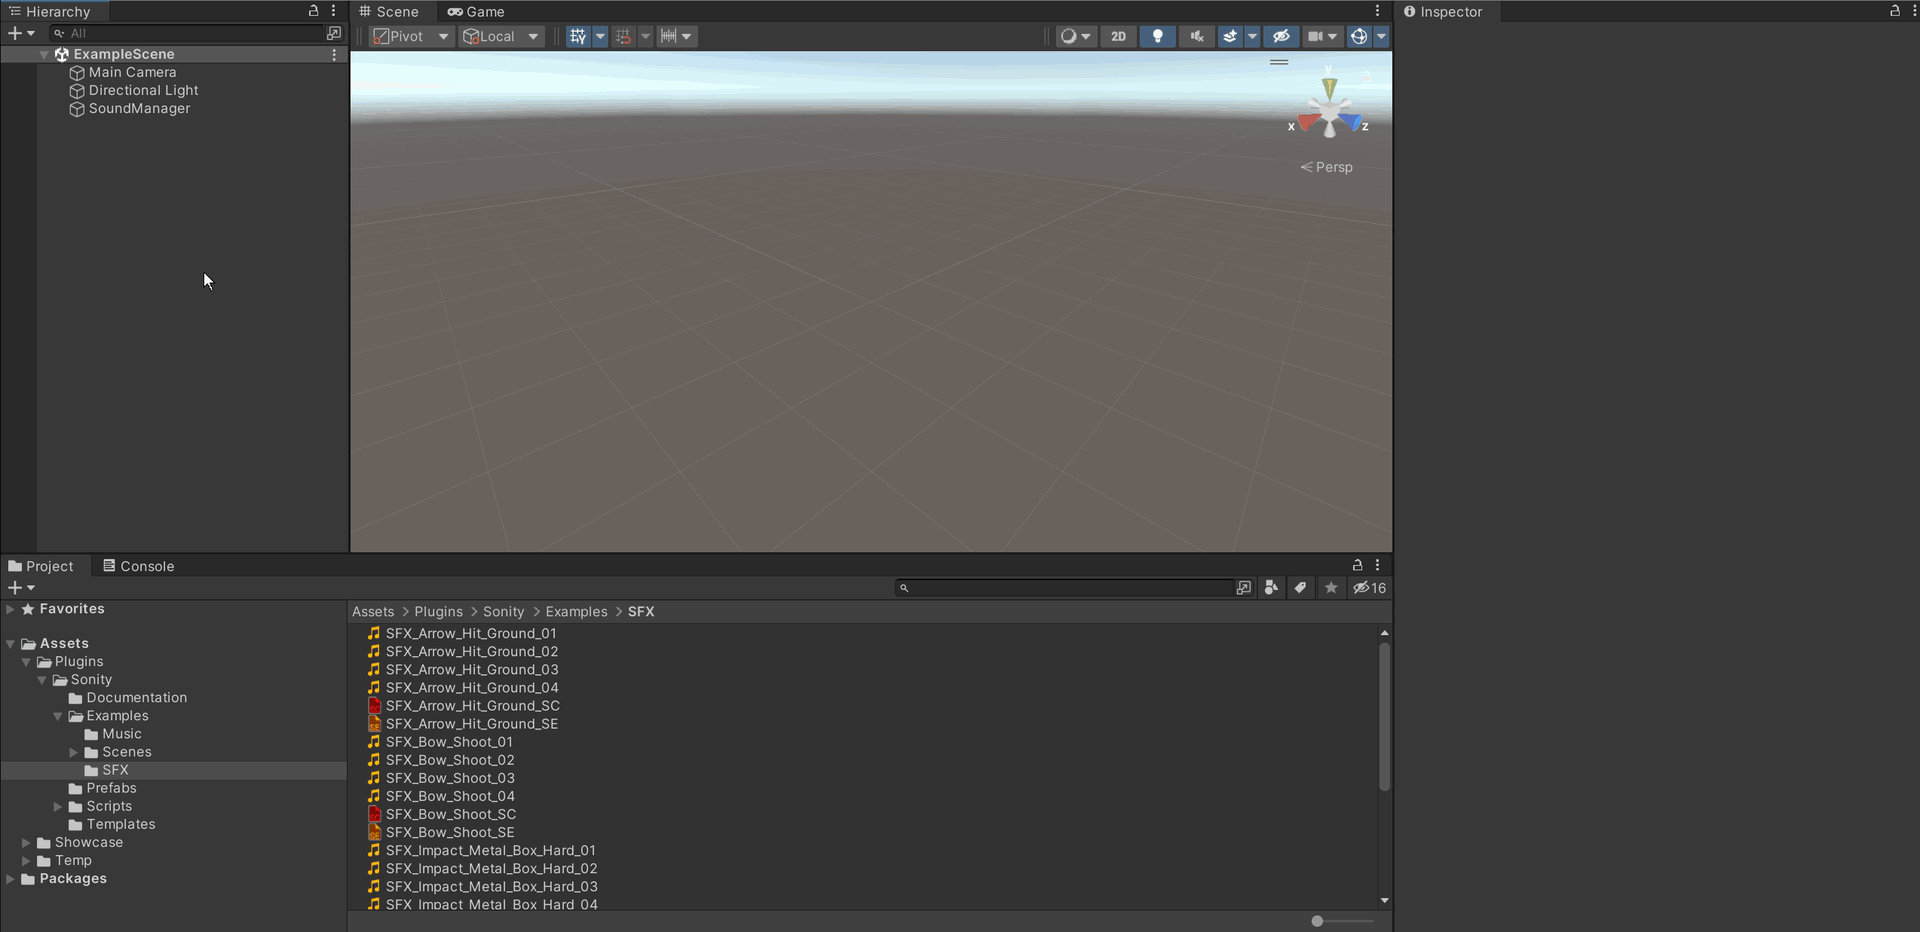 Hierarchy
All
ExampleScene
Main Camera
Directional Light
SoundManager
Scene
Game
Pivot
Local
2D
y
x
z
Persp
Inspector
Project
Console
16
Favorites
Assets
Plugins
Sonity
Documentation
Examples
Music
Scenes
SFX
Prefabs
Scripts
Templates
Showcase
Temp
Packages
Assets > Plugins > Sonity > Examples > SFX
SFX_Arrow_Hit_Ground_01
SFX_Arrow_Hit_Ground_02
SFX_Arrow_Hit_Ground_03
SFX_Arrow_Hit_Ground_04
SFX_Arrow_Hit_Ground_SC
SFX_Arrow_Hit_Ground_SE
SFX_Bow_Shoot_01
SFX_Bow_Shoot_02
SFX_Bow_Shoot_03
SFX_Bow_Shoot_04
SFX_Bow_Shoot_SC
SFX_Bow_Shoot_SE
SFX_Impact_Metal_Box_Hard_01
SFX_Impact_Metal_Box_Hard_02
SFX_Impact_Metal_Box_Hard_03
SFX_Impact_Metal_Box_Hard_04